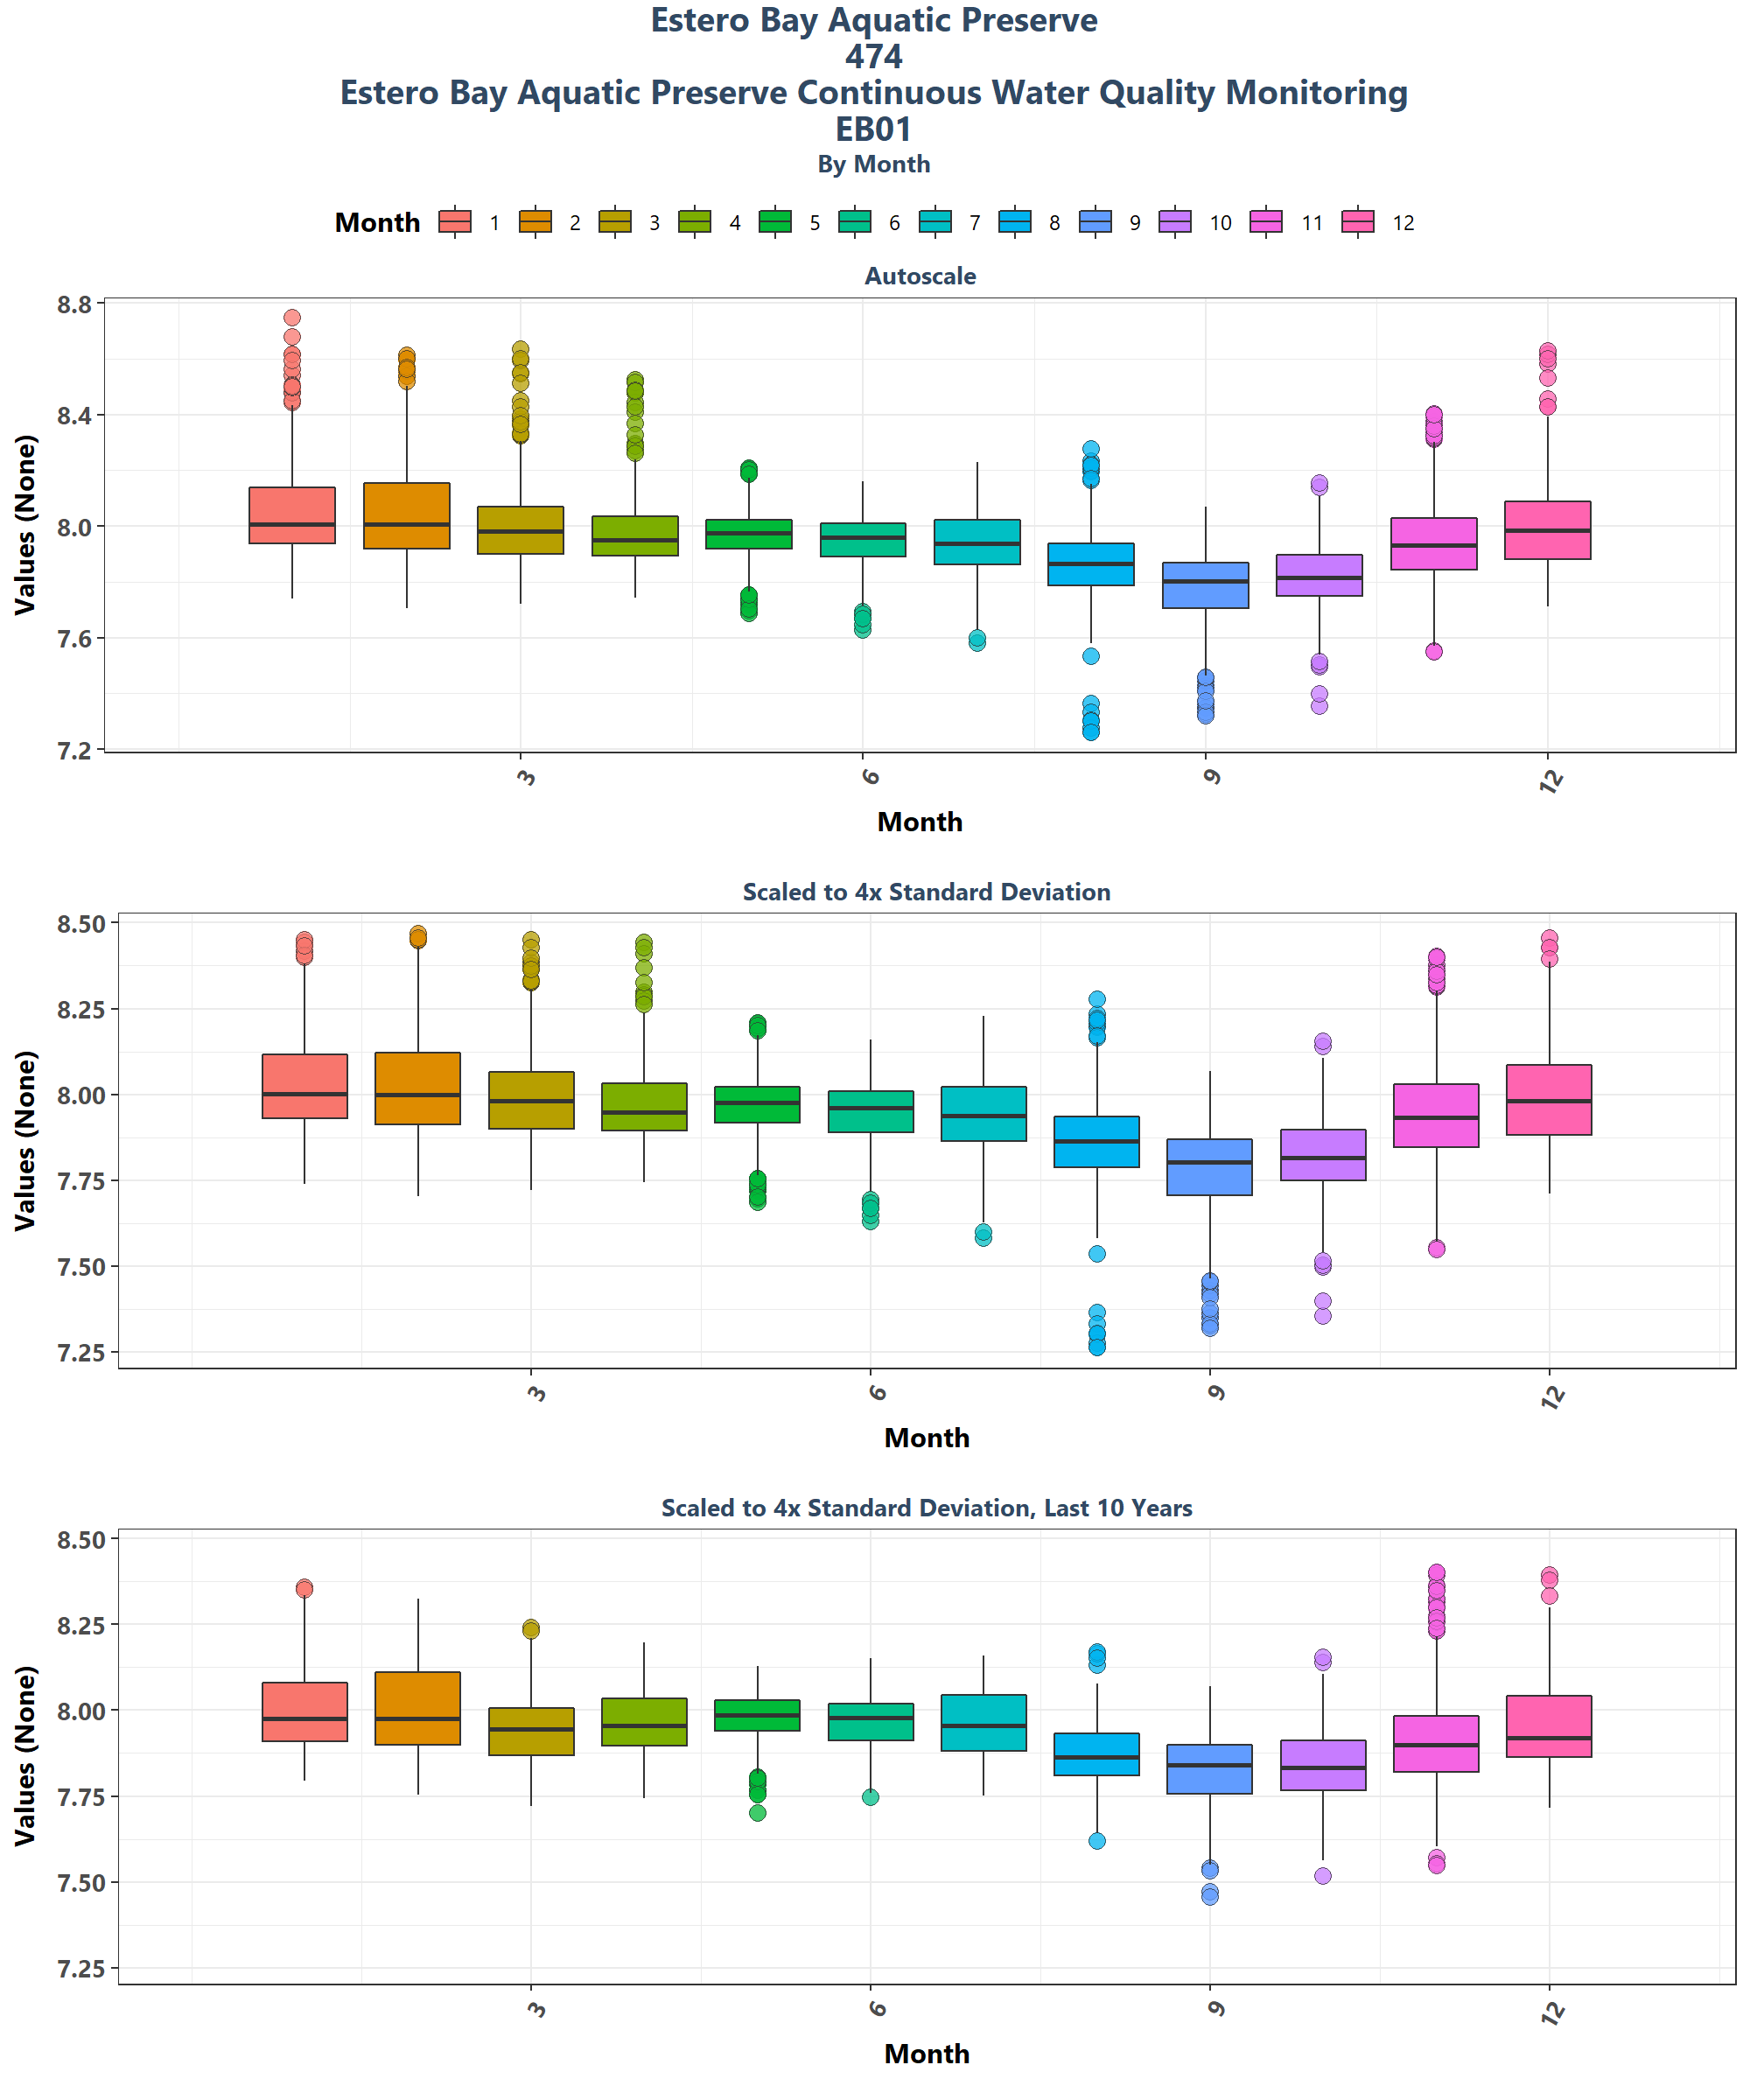 Estero Bay Aquatic Preserve
474
Estero Bay Aquatic Preserve Continuous Water Quality Monitoring
EB01
By Month
Month 1 2 3 4 5 6 7 8 9 10 11 12
Autoscale
Values (None)
8.8
8.4
8.0
7.6
7.2
3 6 9 12
Month
Scaled to 4x Standard Deviation
Values (None)
8.50
8.25
8.00
7.75
7.50
7.25
3 6 9 12
Month
Scaled to 4x Standard Deviation, Last 10 Years
Values (None)
8.50
8.25
8.00
7.75
7.50
7.25
3 6 9 12
Month